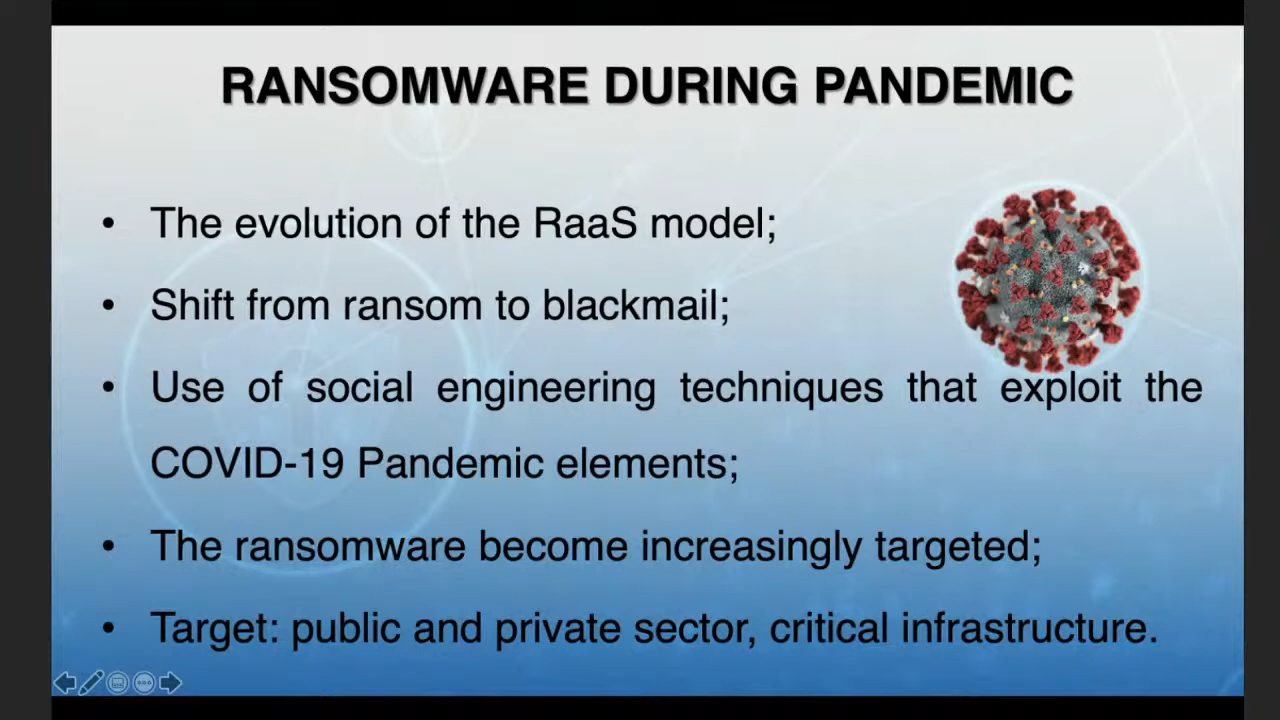 RANSOMWARE DURING PANDEMIC
• The evolution of the RaaS model;
• Shift from ransom to blackmail;
• Use of social engineering techniques that exploit the
COVID-19 Pandemic elements;
• The ransomware become increasingly targeted;
• Target: public and private sector, critical infrastructure.